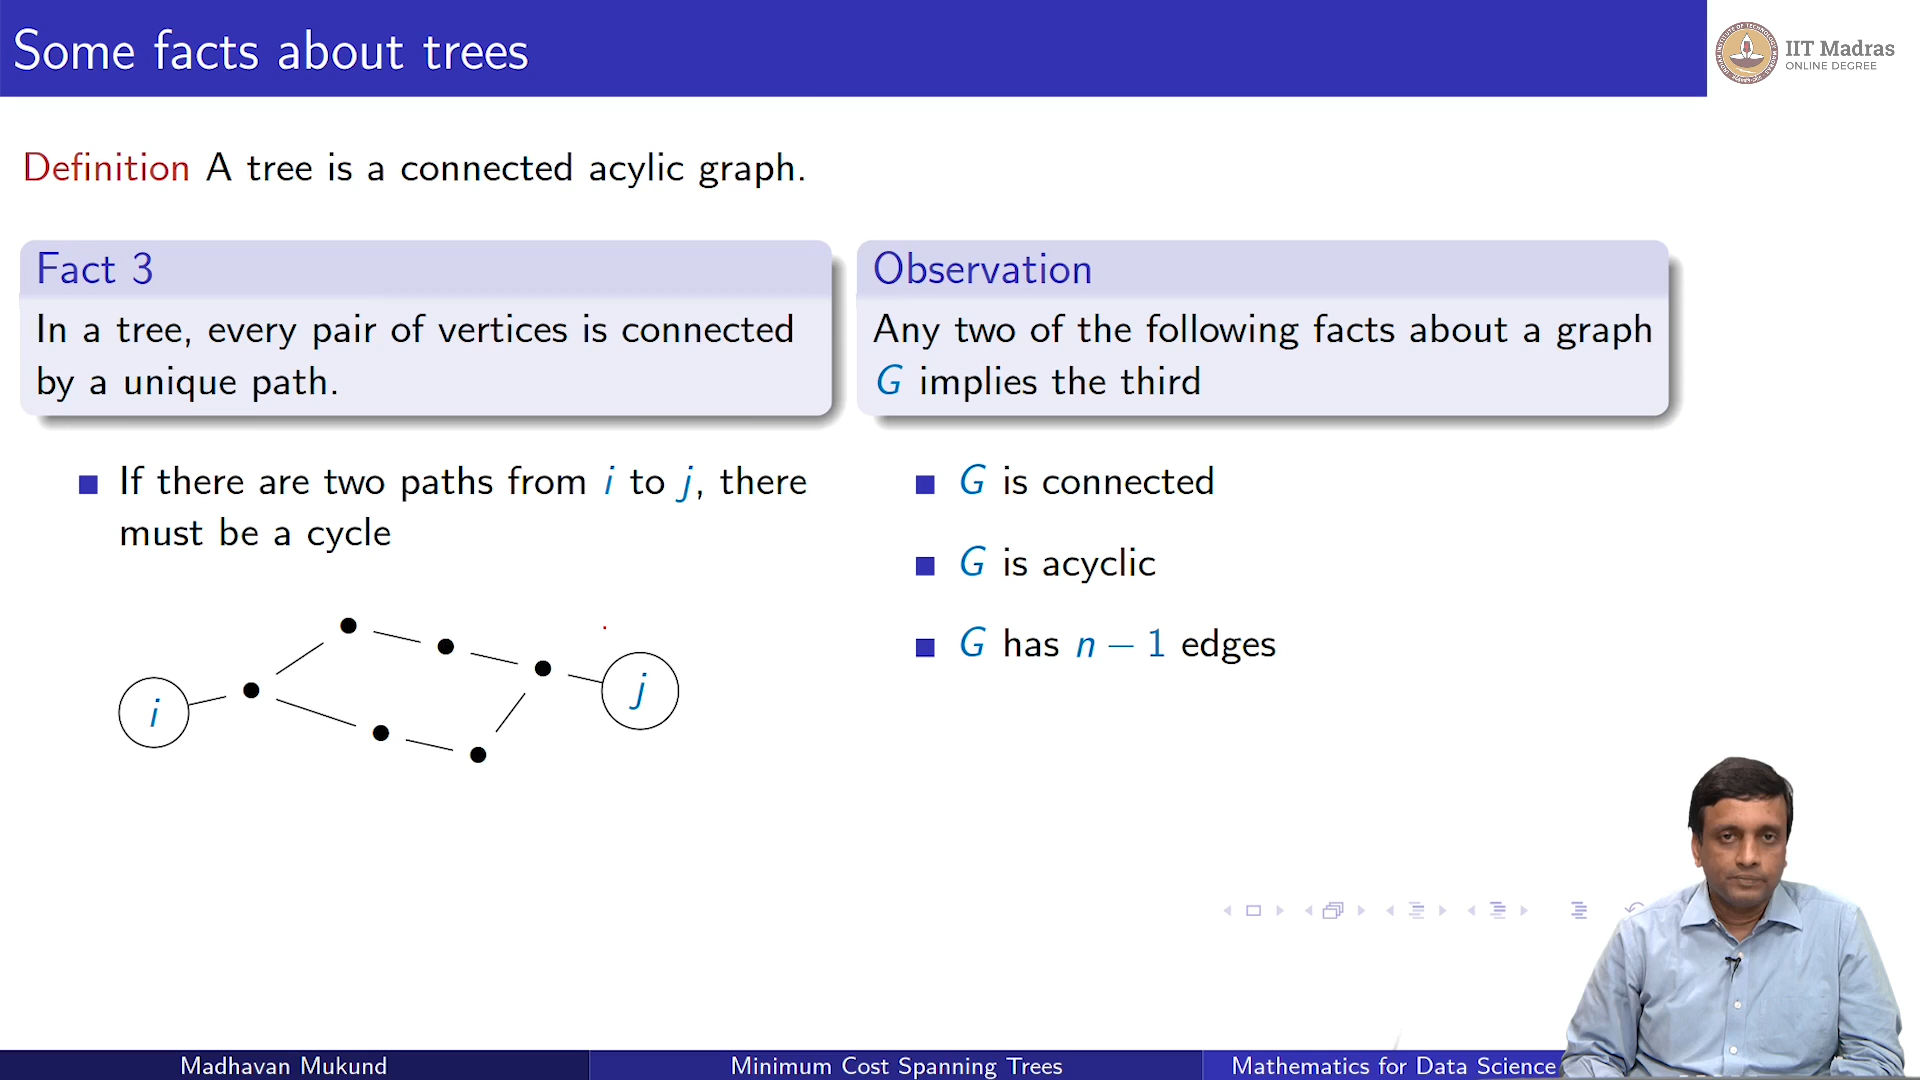 Some facts about trees
IIT Madras
ONLINE DEGREE
Definition A tree is a connected acylic graph.
Fact 3
In a tree, every pair of vertices is connected
by a unique path.
If there are two paths from i to j, there
must be a cycle
i
j
Observation
Any two of the following facts about a graph
G implies the third
G is connected
G is acyclic
G has n − 1 edges
Madhavan Mukund
Minimum Cost Spanning Trees
Mathematics for Data Science